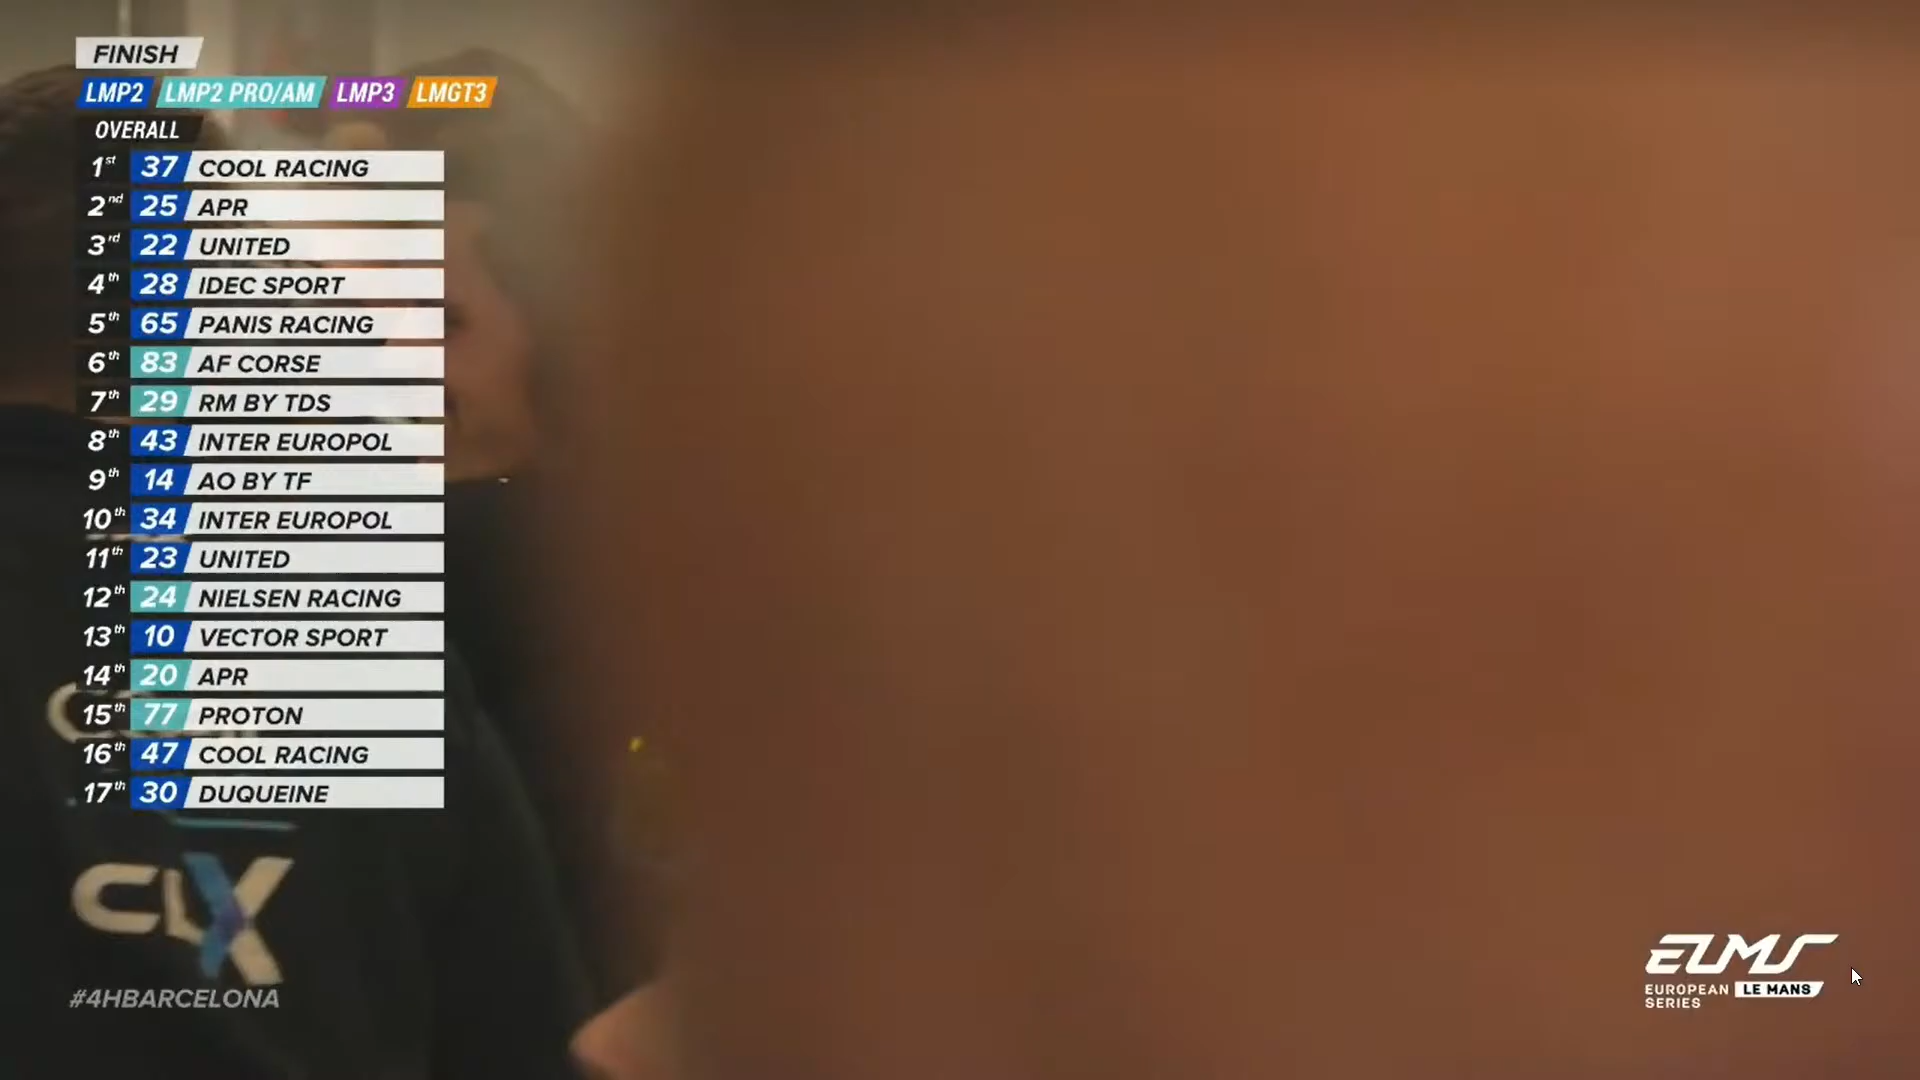 FINISH
LMP2 LMP2 PRO/AM LMP3 LMGT3
OVERALL
1st 37 COOL RACING
2nd 25 APR
3rd 22 UNITED
4th 28 IDEC SPORT
5th 65 PANIS RACING
6th 83 AF CORSE
7th 29 RM BY TDS
8th 43 INTER EUROPOL
9th 14 AO BY TF
10th 34 INTER EUROPOL
11th 23 UNITED
12th 24 NIELSEN RACING
13th 10 VECTOR SPORT
14th 20 APR
15th 77 PROTON
16th 47 COOL RACING
17th 30 DUQUEINE
CLX
#4HBARCELONA
ELMS
EUROPEAN LE MANS
SERIES